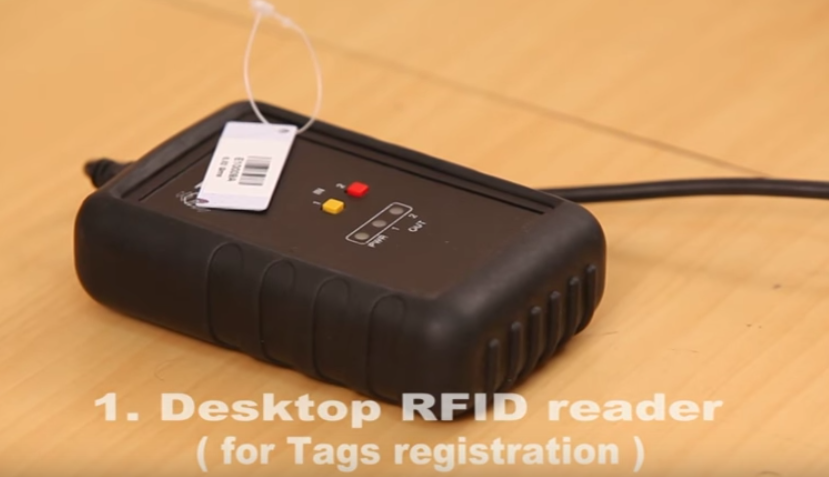 IN
1 2
PWR 1 2
OUT
1. Desktop RFID reader
( for Tags registration )